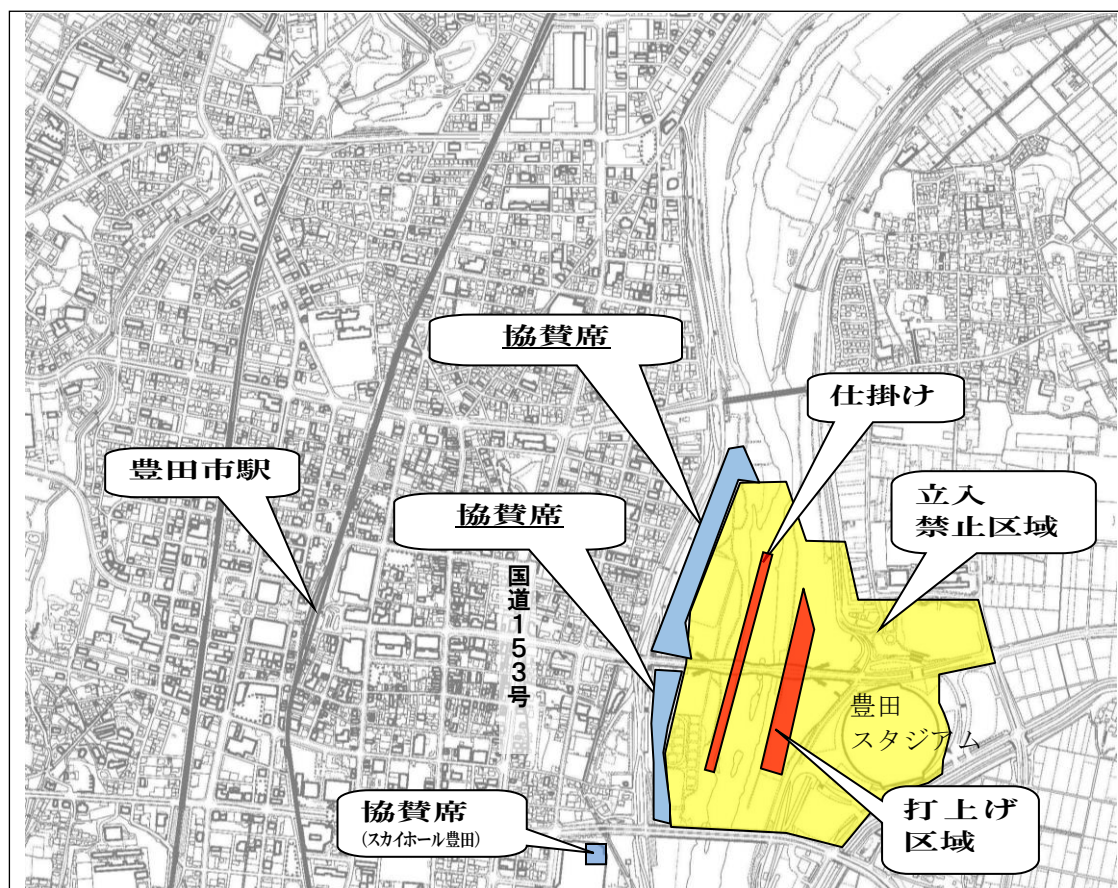 協賛席
仕掛け
豊田市駅
協賛席
立入
禁止区域
国道153号
豊田
スタジアム
協賛席
(スカイホール豊田)
打上げ
区域